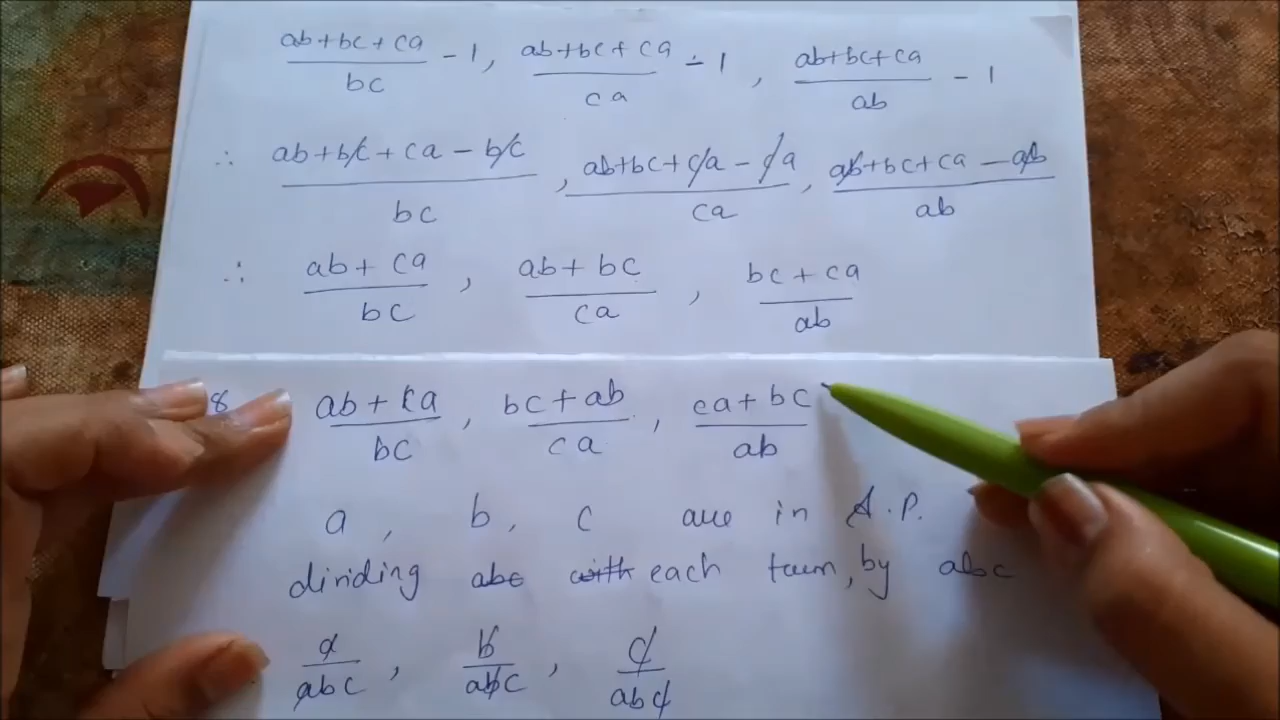 (ab+bc+ca)/bc - 1, (ab+bc+ca)/ca - 1, (ab+bc+ca)/ab - 1
∴ (ab+bc+ca-bc)/bc, (ab+bc+ca-ca)/ca, (ab+bc+ca-ab)/ab
∴ (ab+ca)/bc, (ab+bc)/ca, (bc+ca)/ab
8 (ab+ca)/bc, (bc+ab)/ca, (ca+bc)/ab
a, b, c are in A.P.
dividing abc with each term, by abc
a/abc, b/abc, c/abc